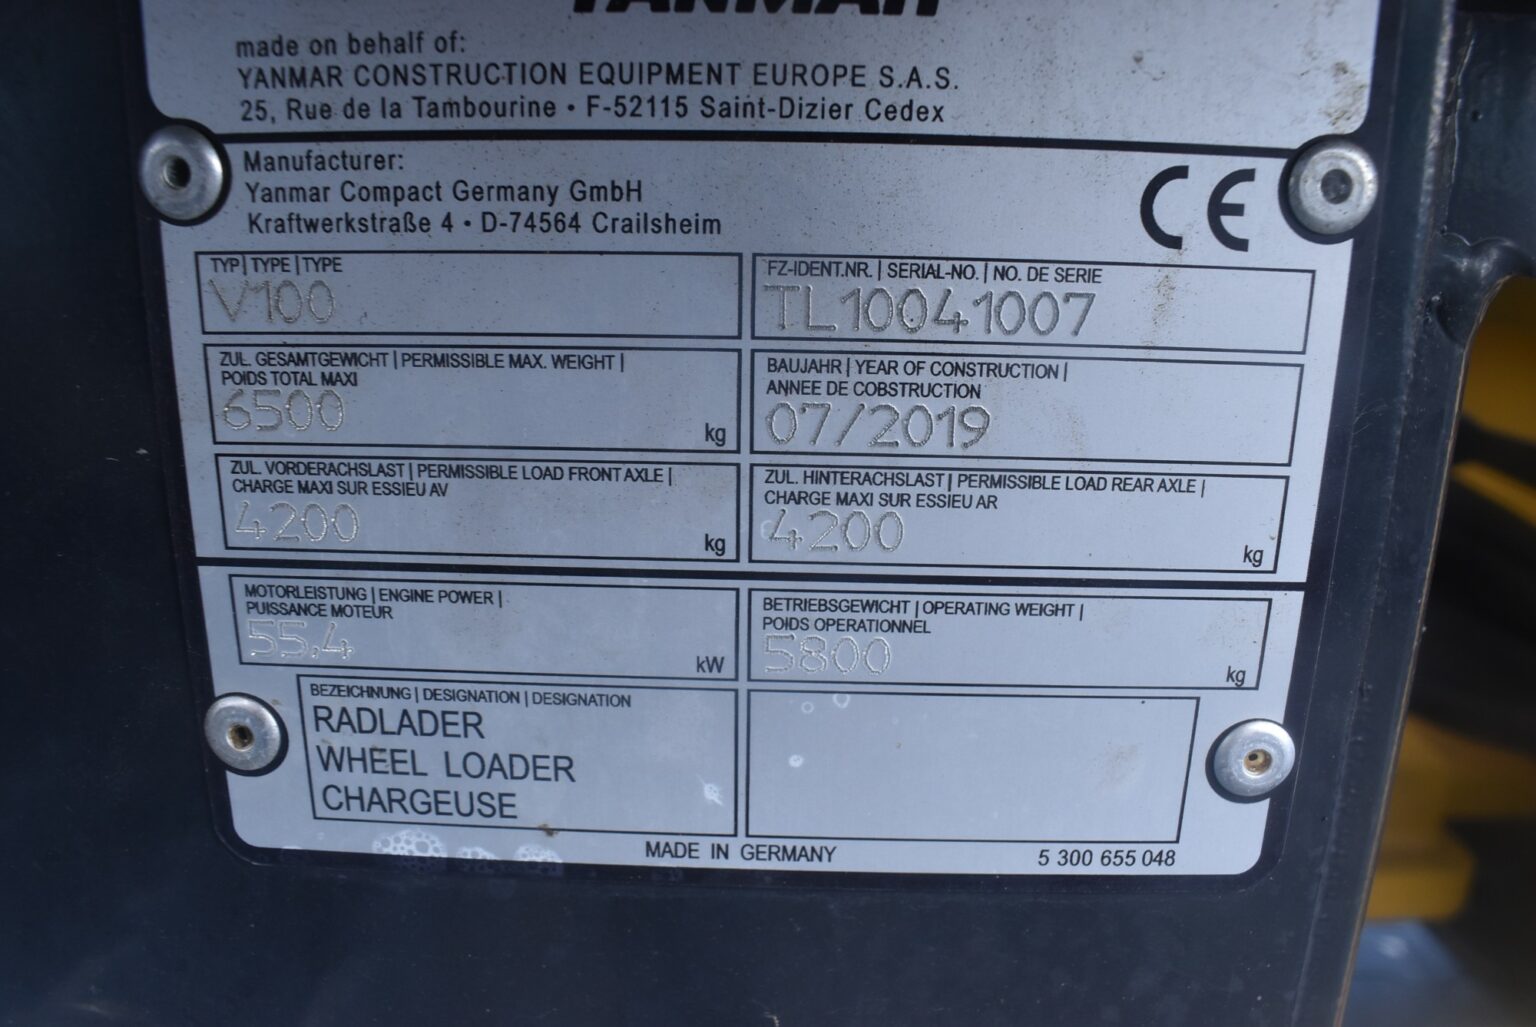 YANMAR
made on behalf of:
YANMAR CONSTRUCTION EQUIPMENT EUROPE S.A.S.
25, Rue de la Tambourine • F-52115 Saint-Dizier Cedex
Manufacturer:
Yanmar Compact Germany GmbH
Kraftwerkstraße 4 • D-74564 Crailsheim
CE
TYP | TYPE | TYPE
V100
FZ-IDENT.NR. | SERIAL-NO. | NO. DE SERIE
TL10041007
ZUL. GESAMTGEWICHT | PERMISSIBLE MAX. WEIGHT |
POIDS TOTAL MAXI
6500
kg
BAUJAHR | YEAR OF CONSTRUCTION |
ANNEE DE COBSTRUCTION
07/2019
ZUL. VORDERACHSLAST | PERMISSIBLE LOAD FRONT AXLE |
CHARGE MAXI SUR ESSIEU AV
4200
kg
ZUL. HINTERACHSLAST | PERMISSIBLE LOAD REAR AXLE |
CHARGE MAXI SUR ESSIEU AR
4200
kg
MOTORLEISTUNG | ENGINE POWER |
PUISSANCE MOTEUR
55,4
kW
BETRIEBSGEWICHT | OPERATING WEIGHT |
POIDS OPERATIONNEL
5800
kg
BEZEICHNUNG | DESIGNATION | DESIGNATION
RADLADER
WHEEL LOADER
CHARGEUSE
MADE IN GERMANY
5 300 655 048